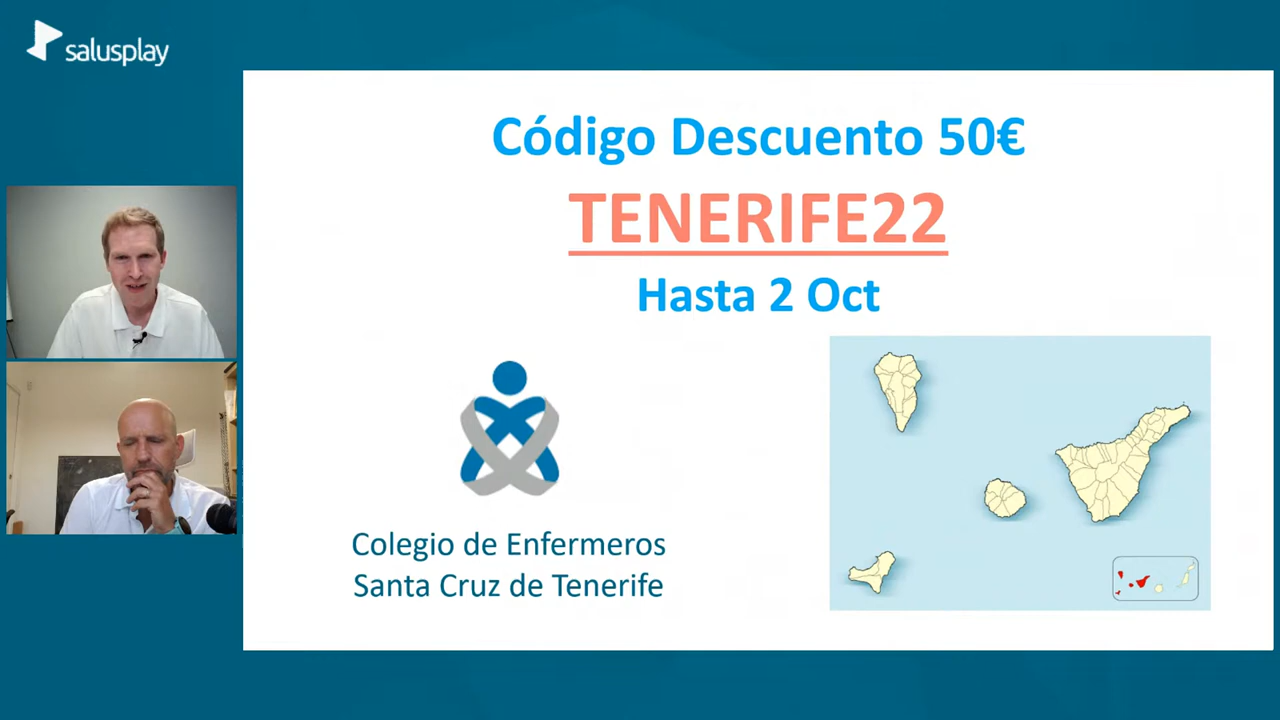 salusplay
Código Descuento 50€
TENERIFE22
Hasta 2 Oct
Colegio de Enfermeros
Santa Cruz de Tenerife